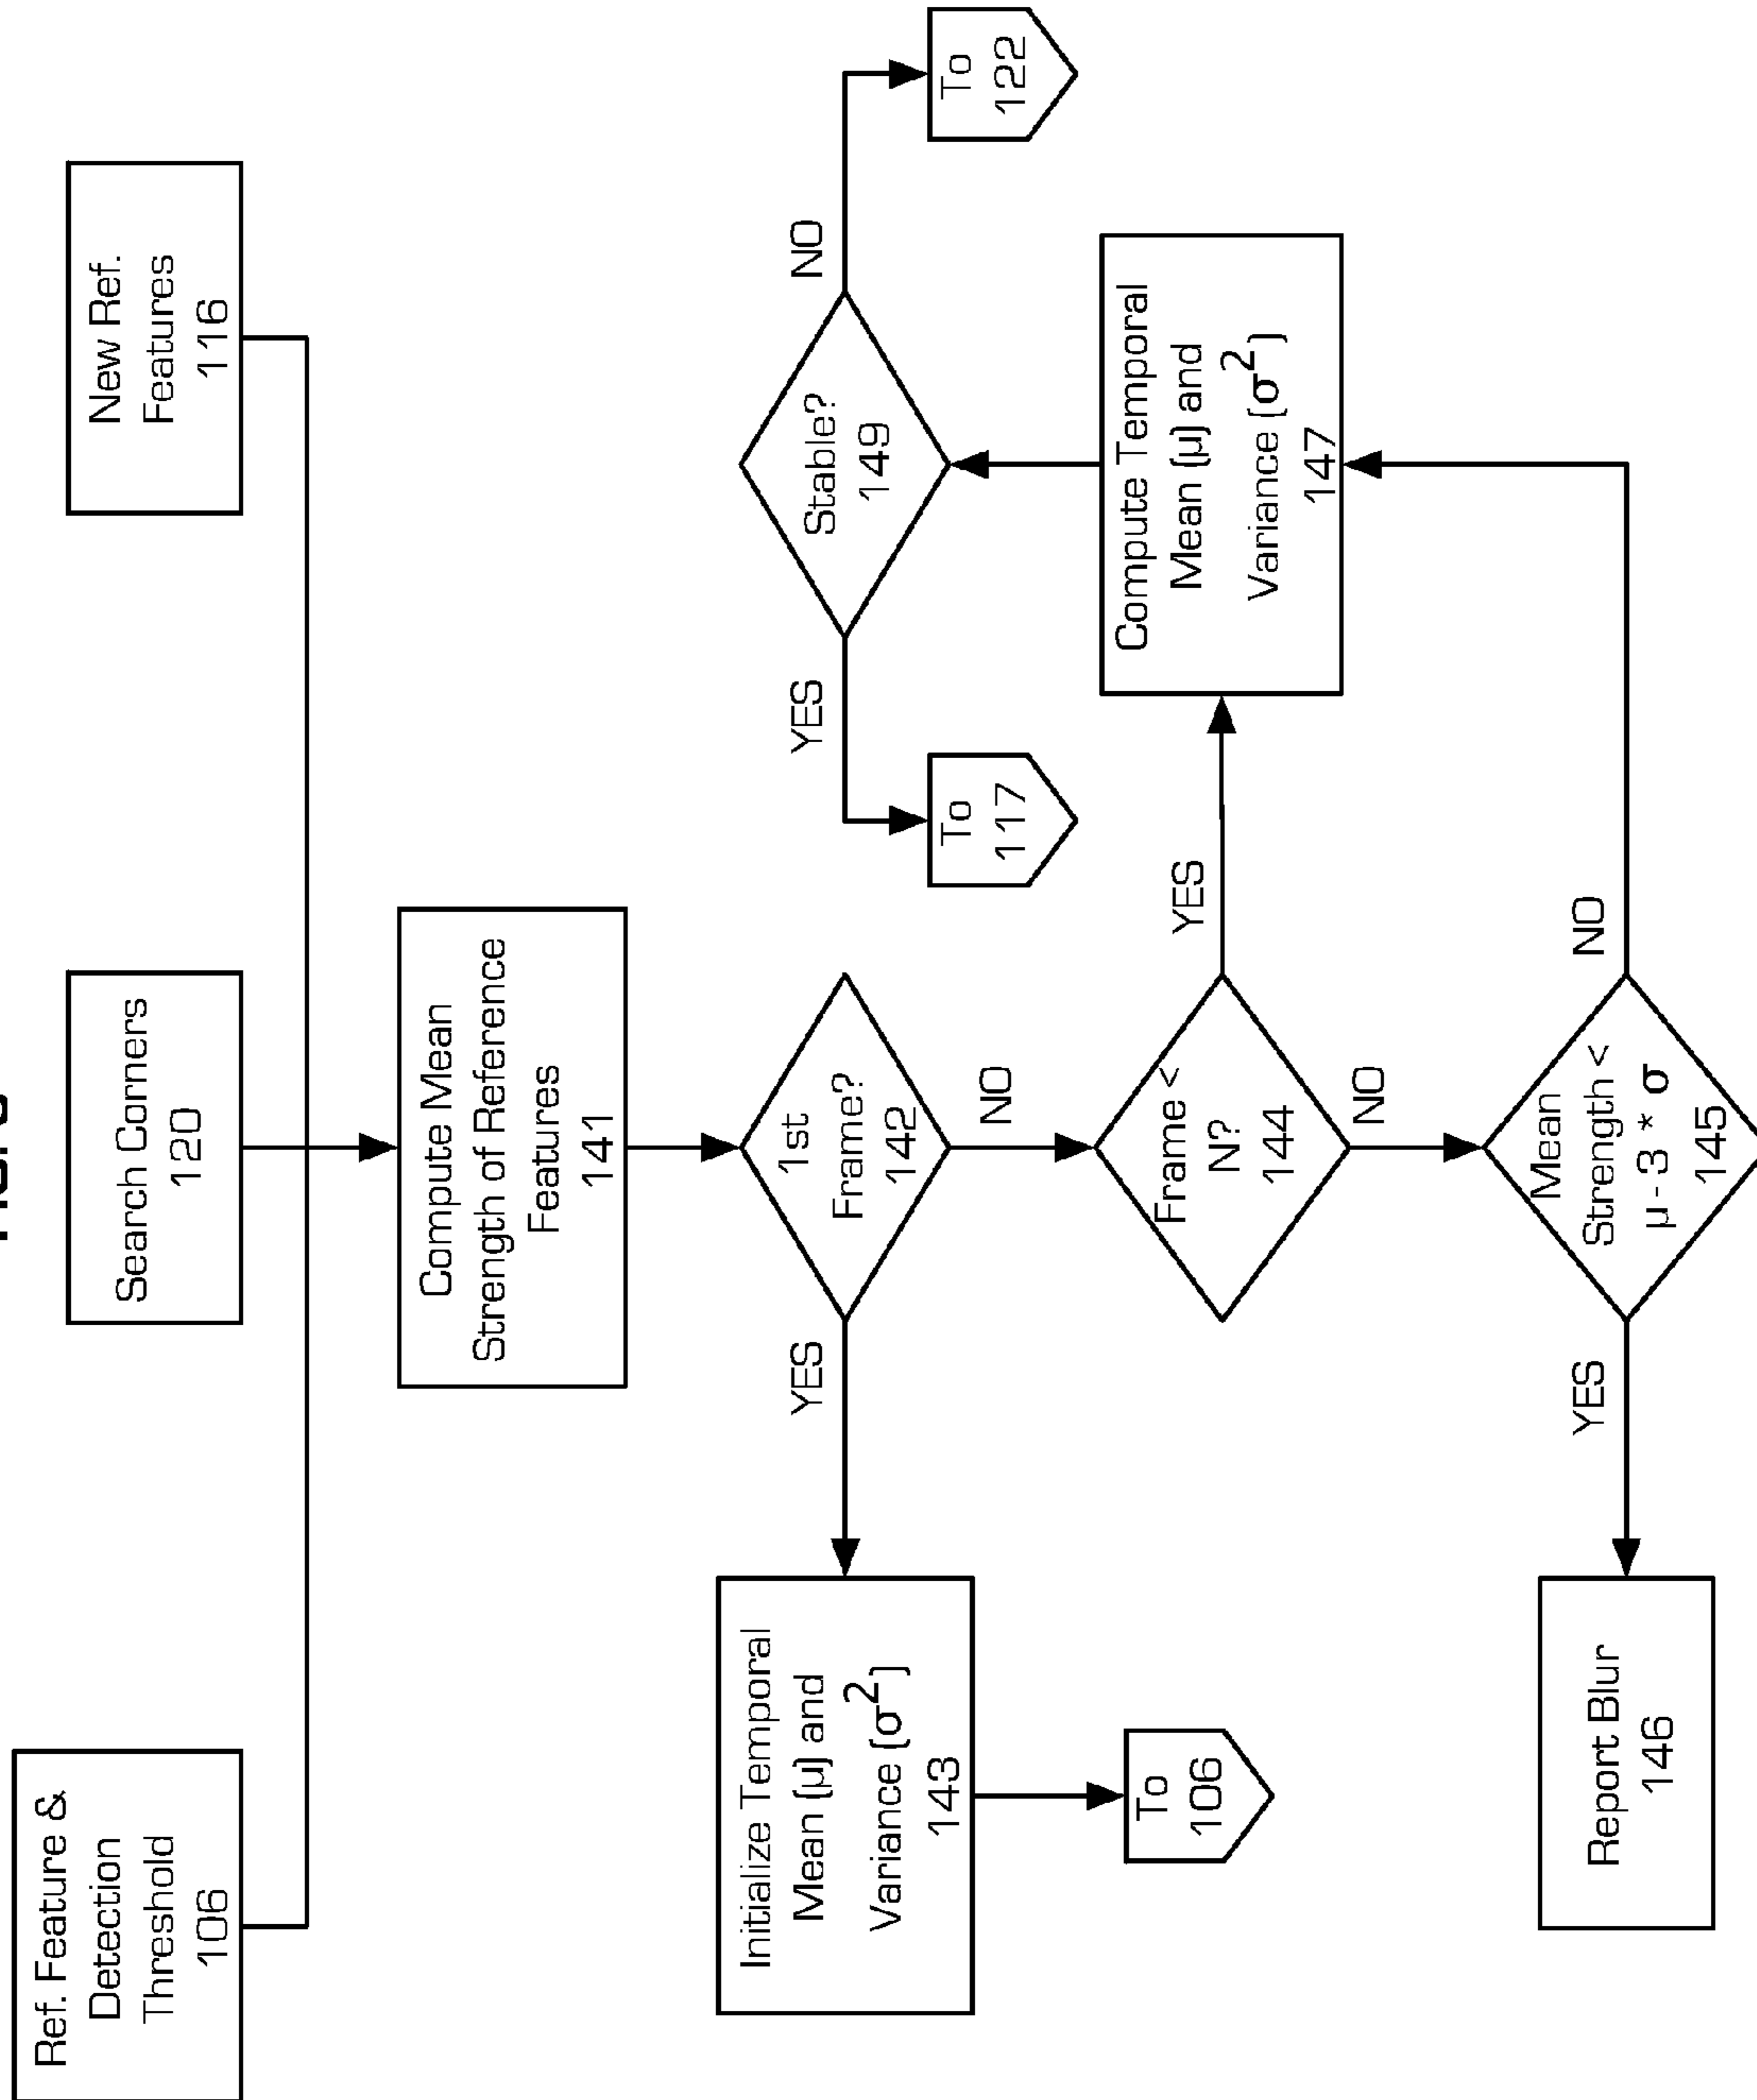 Ref. Feature &
Detection
Threshold
106
Search Corners
120
New Ref.
Features
116
Compute Mean
Strength of Reference
Features
141
1st
Frame?
142
YES
NO
Initialize Temporal
Mean (μ) and
Variance (σ²)
143
To
106
Frame <
N?
144
YES
NO
Mean
Strength <
μ - 3 * σ
145
YES
NO
Report Blur
146
Compute Temporal
Mean (μ) and
Variance (σ²)
147
Stable?
149
YES
NO
To
117
To
122